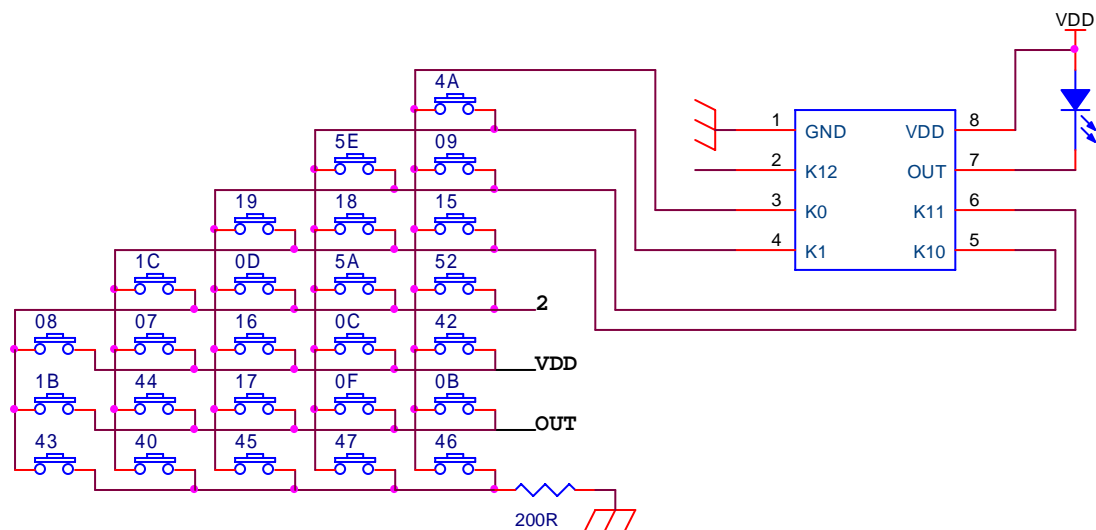 VDD
4A
1 GND VDD 8
5E 09
2 K12 OUT 7
19 18 15
3 K0 K11 6
4 K1 K10 5
1C 0D 5A 52
2
08 07 16 0C 42
VDD
1B 44 17 0F 0B
OUT
43 40 45 47 46
200R